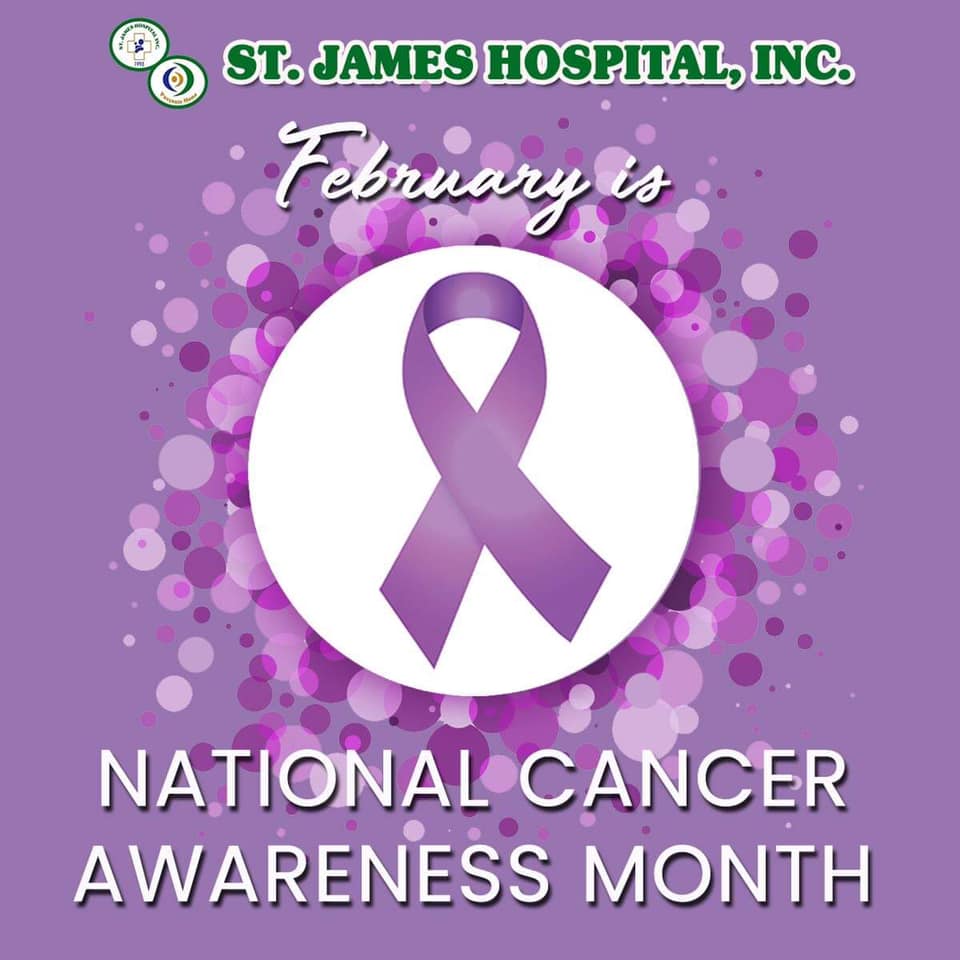 ST. JAMES HOSPITAL, INC.
February is
NATIONAL CANCER
AWARENESS MONTH